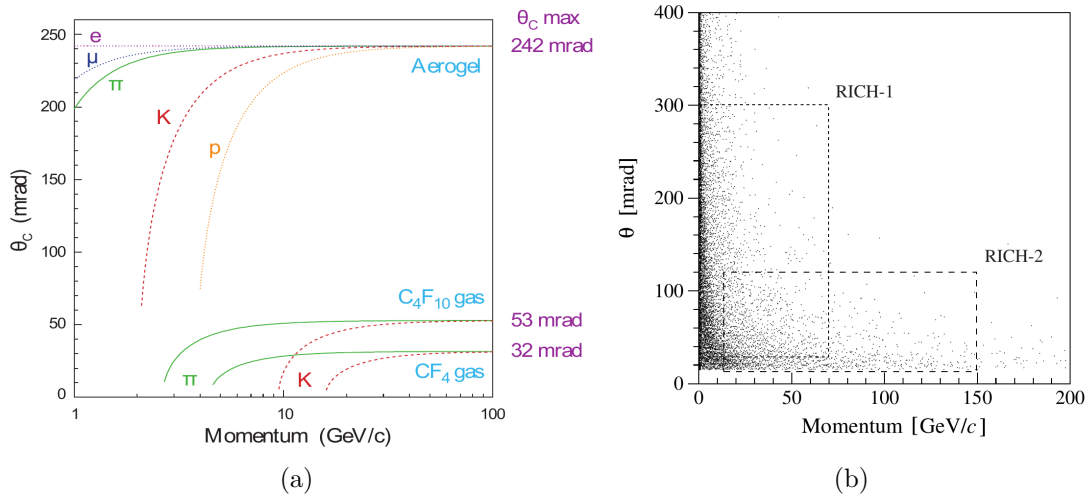 θC max
242 mrad
e
μ
π
K
p
Aerogel
C4F10 gas
53 mrad
32 mrad
π
K
CF4 gas
250
200
150
100
50
0
θC (mrad)
1
10
100
Momentum (GeV/c)
(a)
400
300
200
100
0
θ [mrad]
RICH-1
RICH-2
0
50
100
150
200
Momentum [GeV/c]
(b)